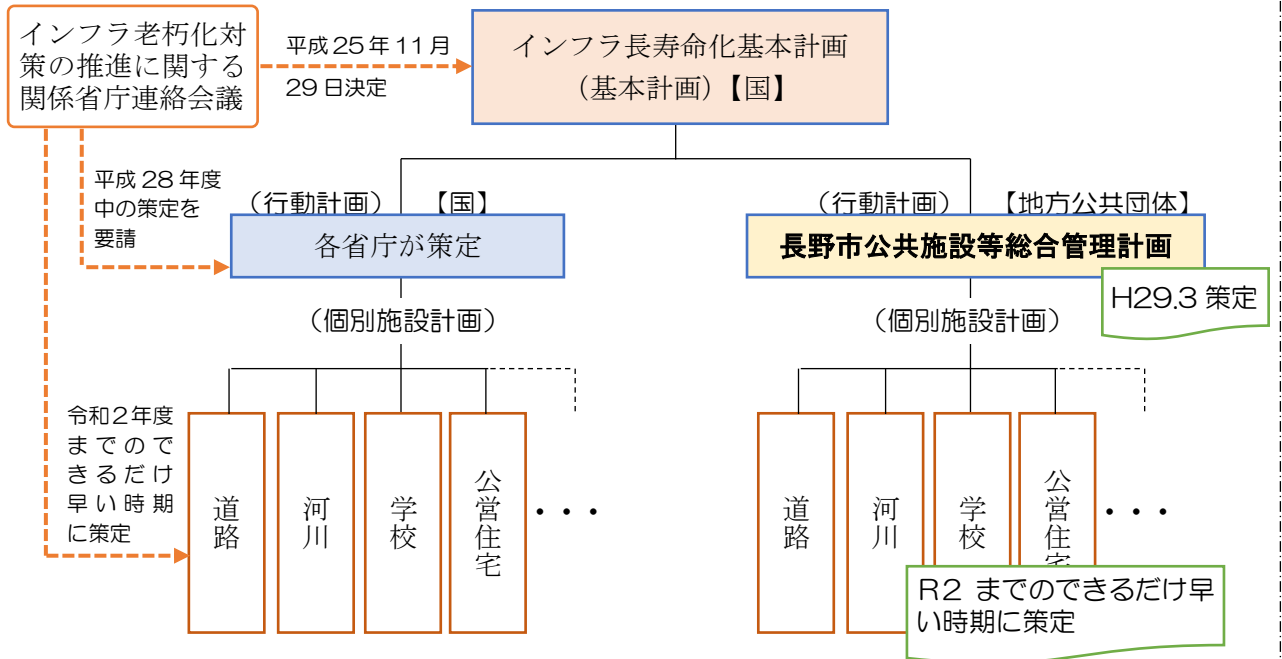 インフラ老朽化対
策の推進に関する
関係省庁連絡会議
平成25年11月
29日決定
インフラ長寿命化基本計画
(基本計画)【国】
平成28年度
中の策定を
要請
(行動計画) 【国】
各省庁が策定
(行動計画) 【地方公共団体】
長野市公共施設等総合管理計画
H29.3 策定
(個別施設計画)
(個別施設計画)
令和2年度
までのので
きるだけ
早い時期
に策定
道路
河川
学校
公営住宅
・・・
道路
河川
学校
公営住宅
・・・
R2 までのできるだけ早
い時期に策定